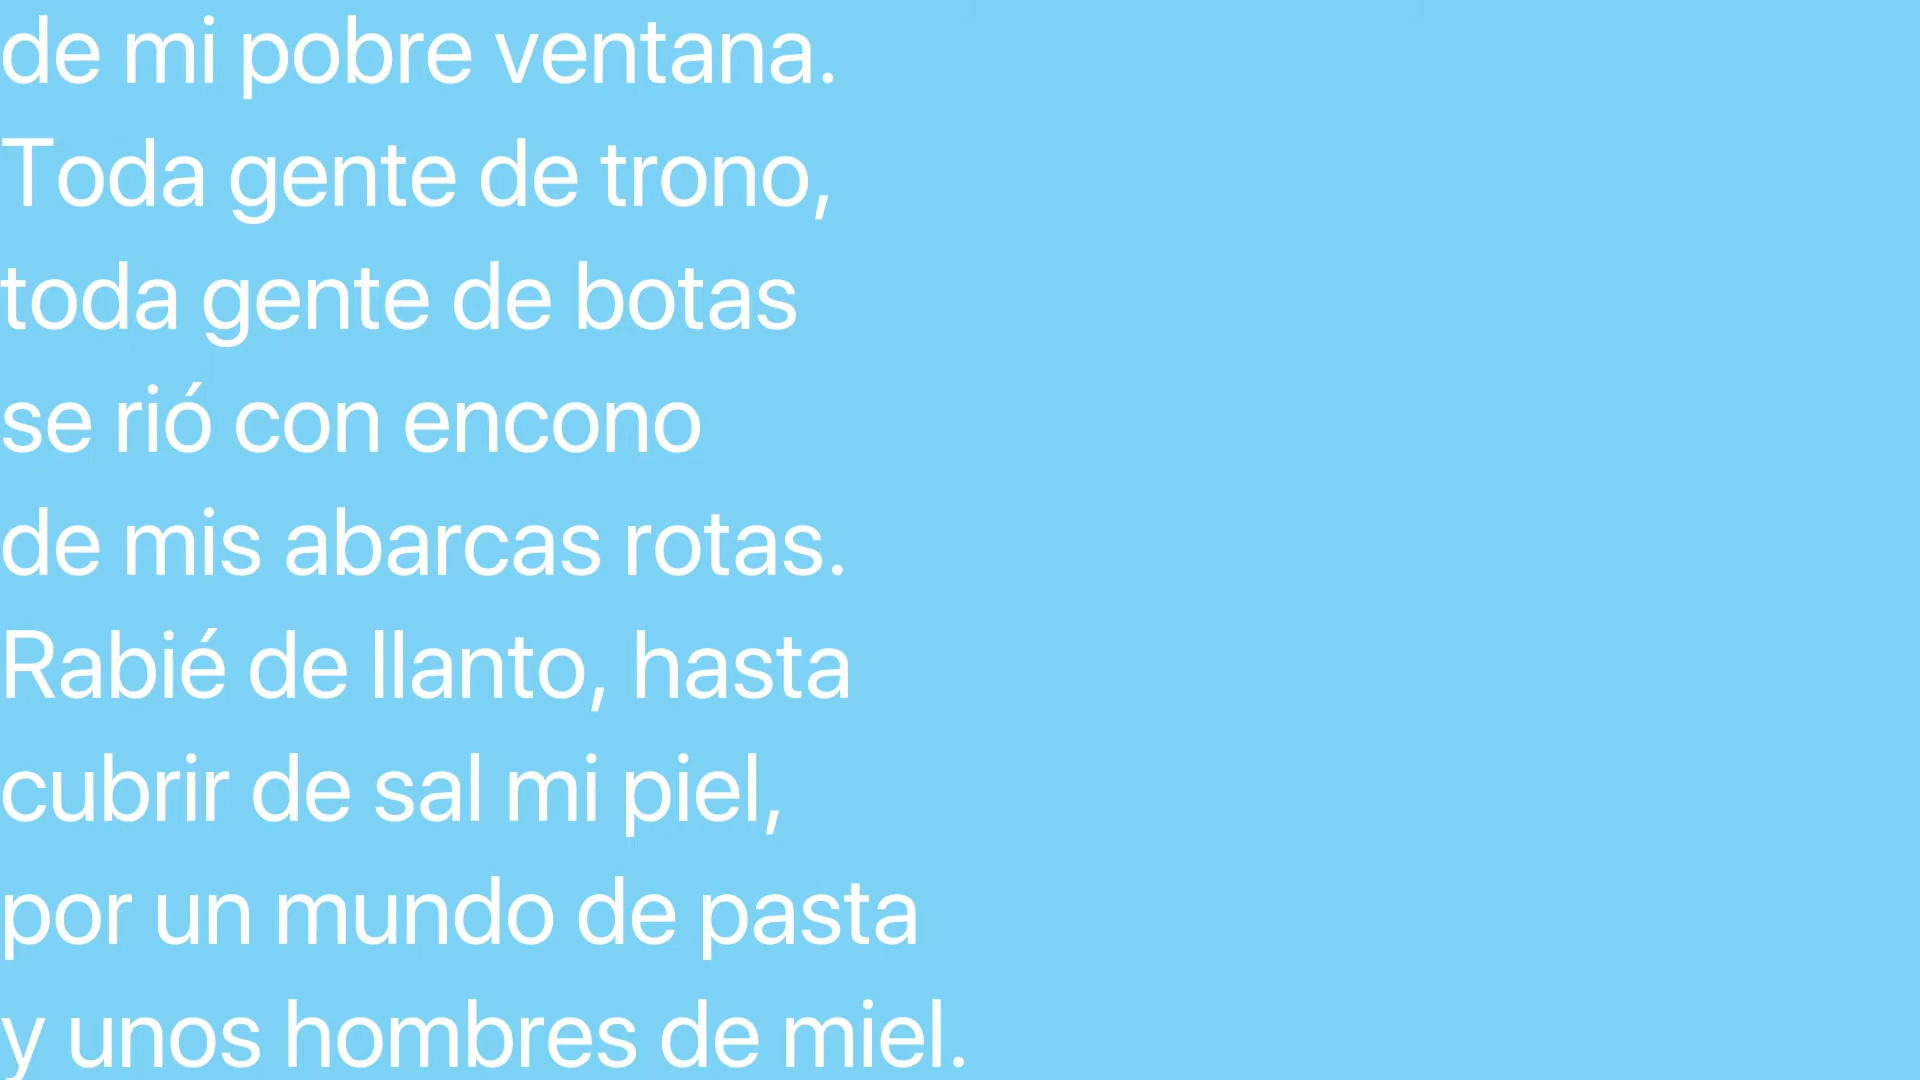 de mi pobre ventana.
Toda gente de trono,
toda gente de botas
se rió con encono
de mis abarcas rotas.
Rabié de llanto, hasta
cubrir de sal mi piel,
por un mundo de pasta
y unos hombres de miel.